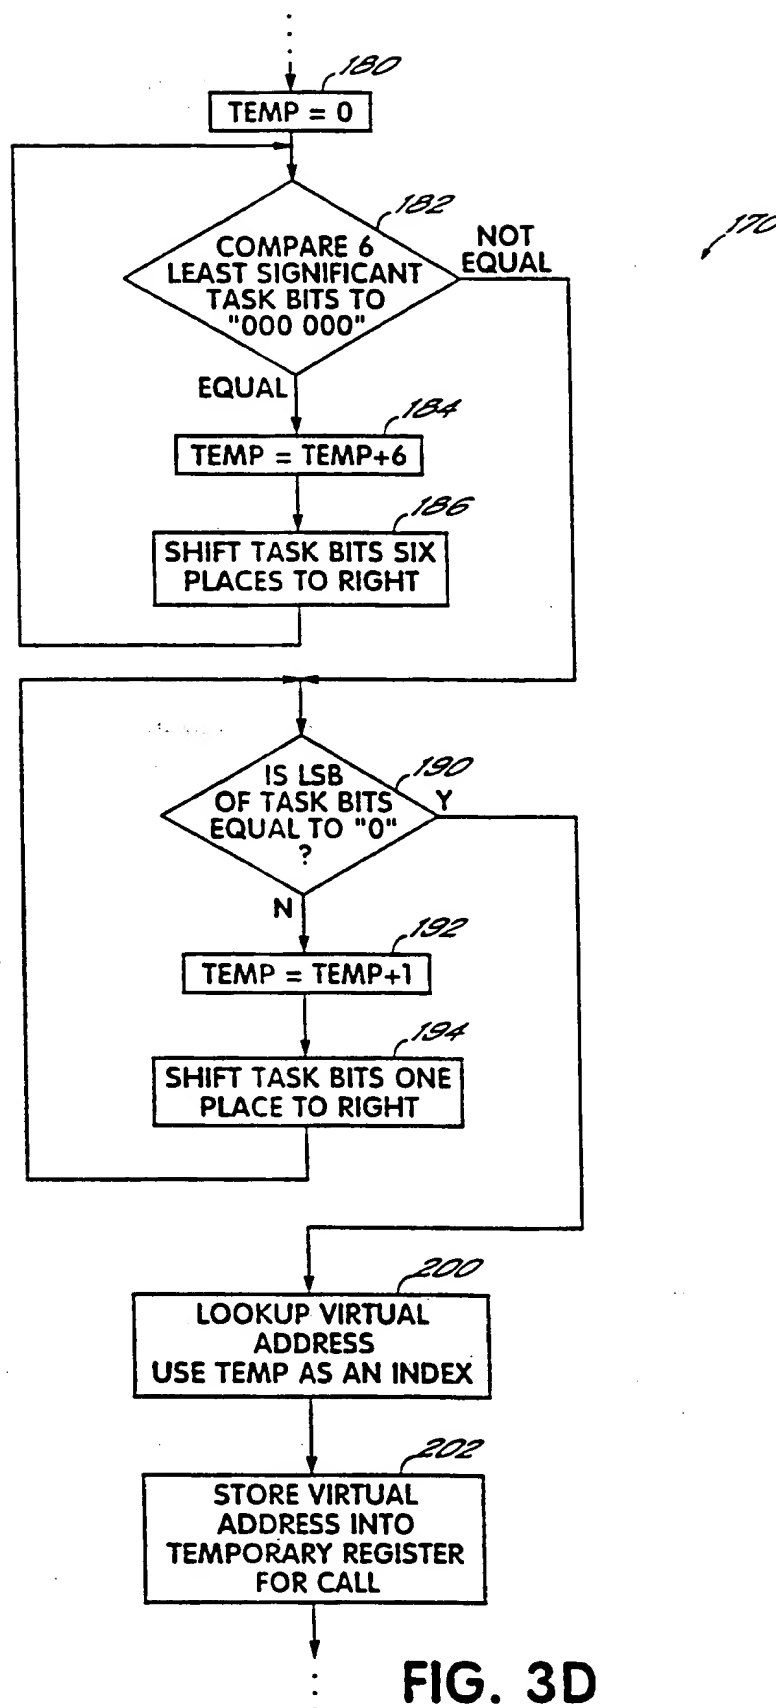 180
TEMP = 0
182
170
COMPARE 6
LEAST SIGNIFICANT
TASK BITS TO
"000 000"
NOT
EQUAL
EQUAL
184
TEMP = TEMP+6
186
SHIFT TASK BITS SIX
PLACES TO RIGHT
190
IS LSB
OF TASK BITS
EQUAL TO "0"
?
Y
N
192
TEMP = TEMP+1
194
SHIFT TASK BITS ONE
PLACE TO RIGHT
200
LOOKUP VIRTUAL
ADDRESS
USE TEMP AS AN INDEX
202
STORE VIRTUAL
ADDRESS INTO
TEMPORARY REGISTER
FOR CALL
FIG. 3D